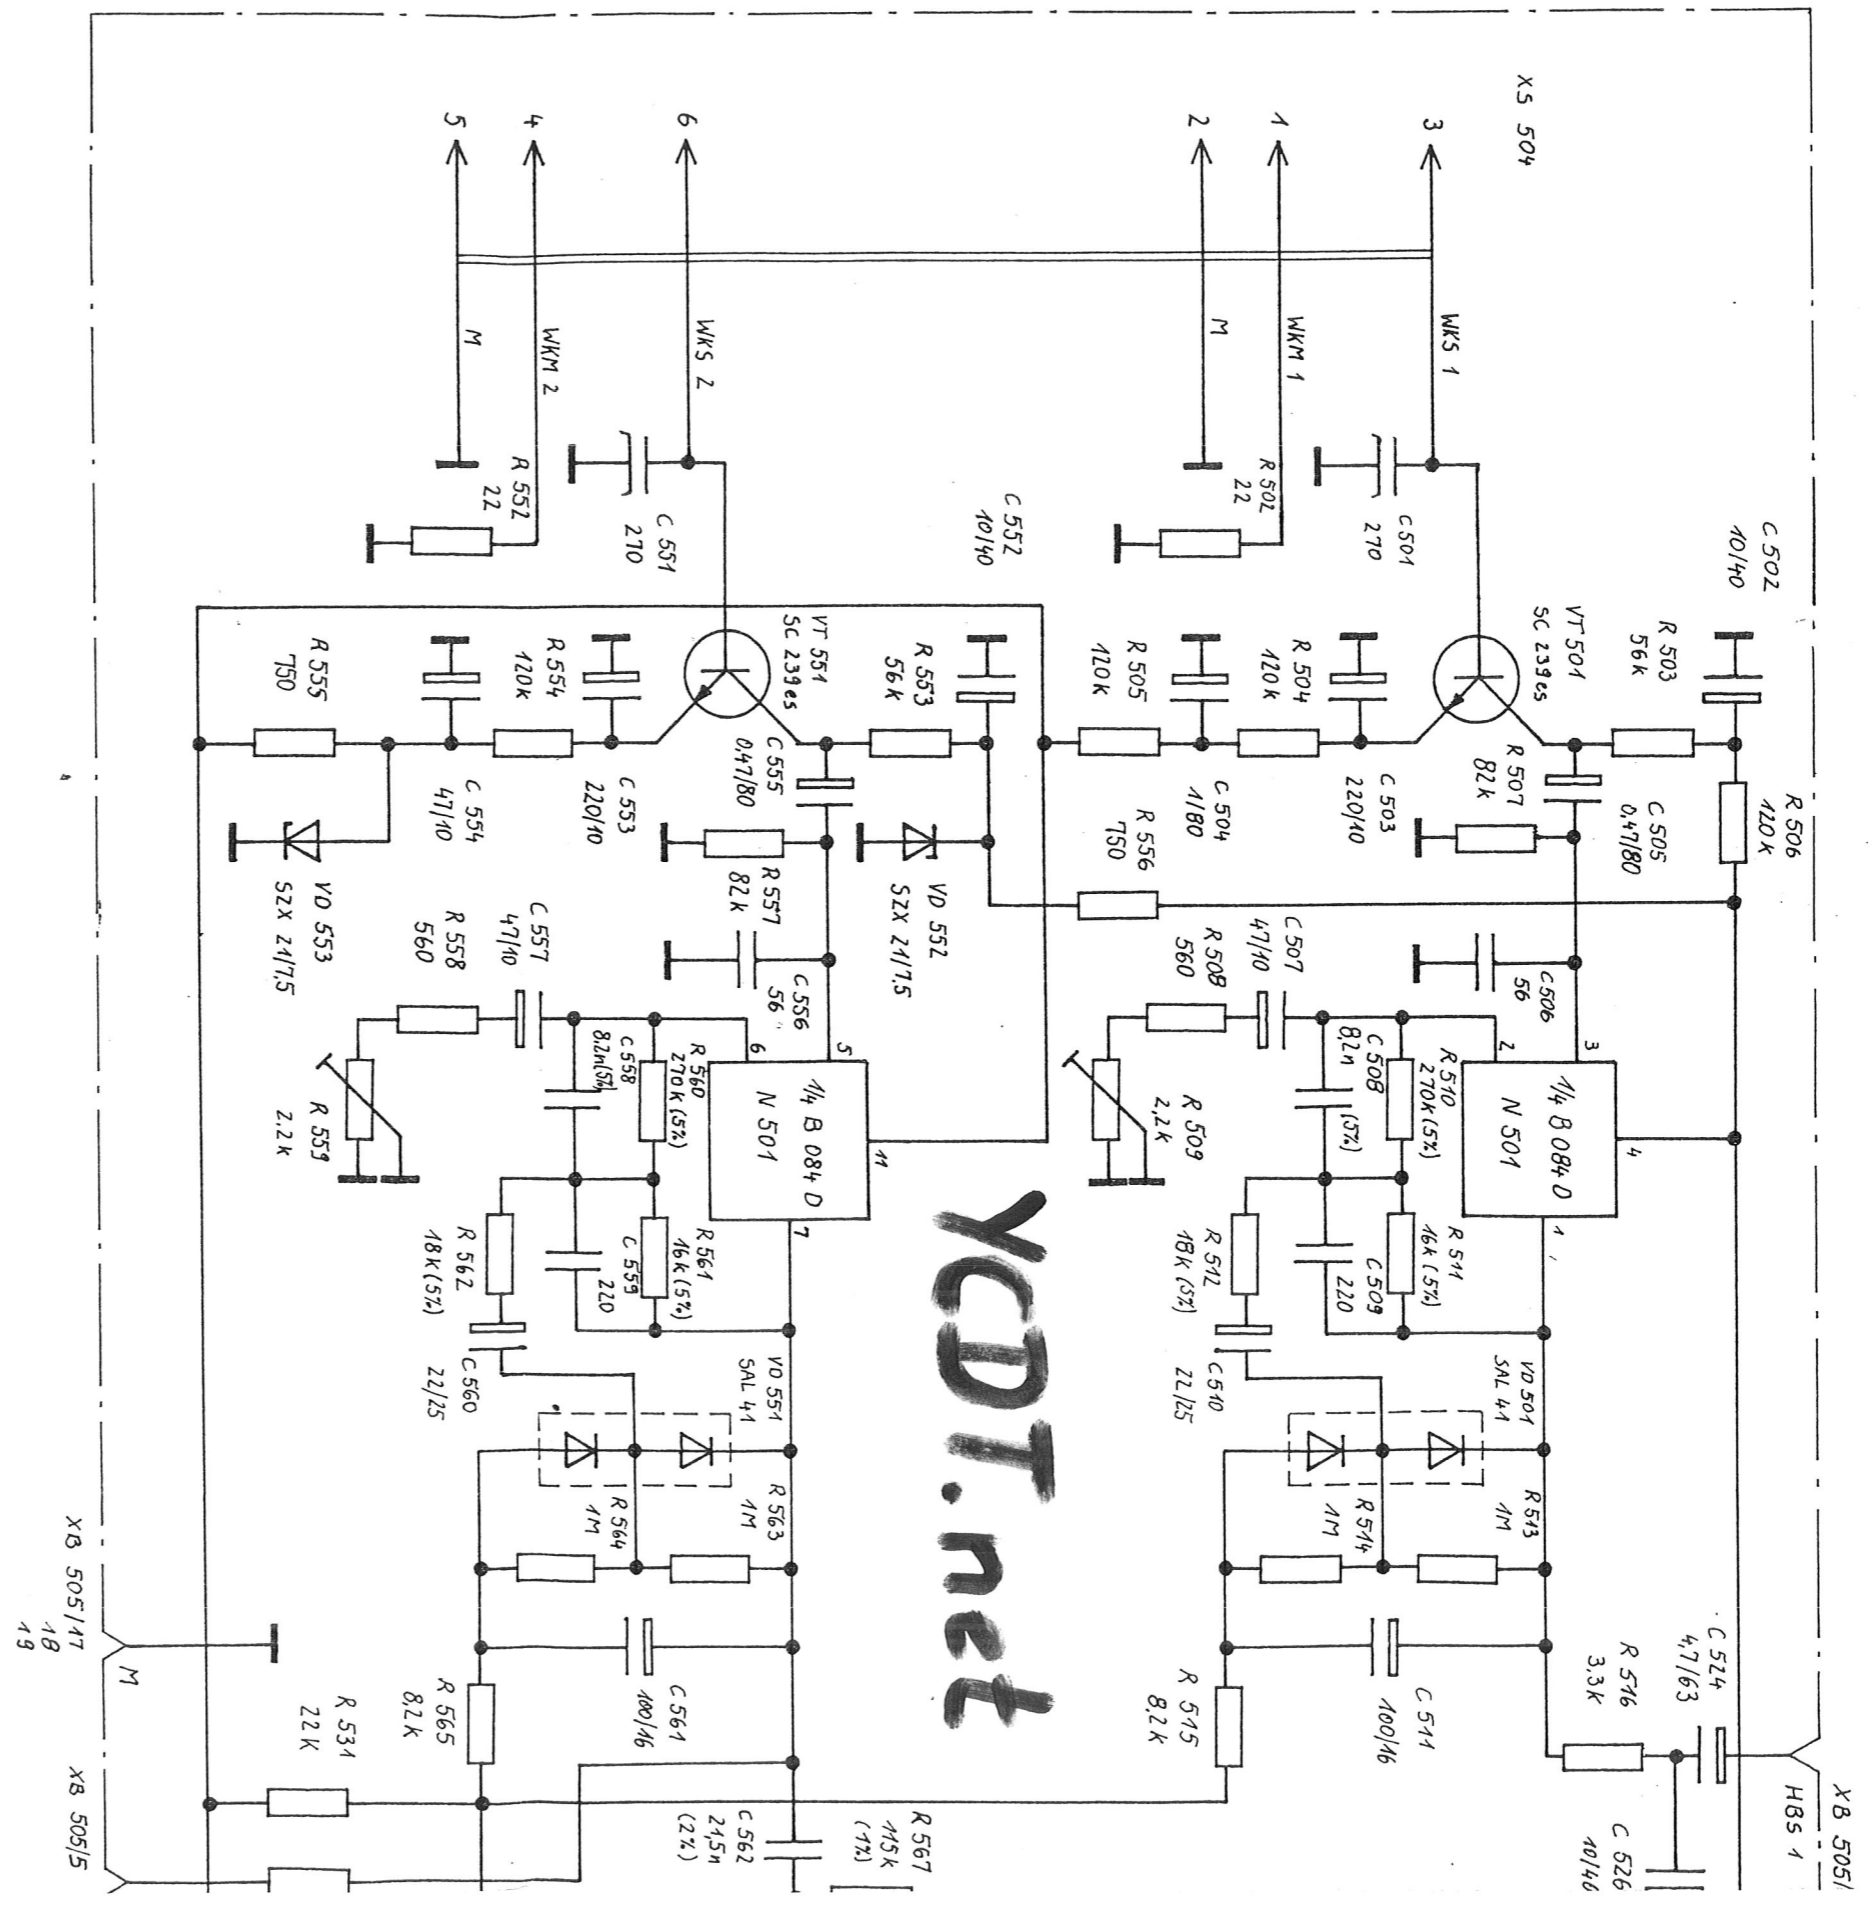 XS 504
3
1
2
6
4
5
WKS 1
WKM 1
M
WKS 2
WKM 2
M
C 501
270
R 502
22
C 551
270
R 552
22
C 502
10/40
C 552
10/40
R 503
56k
VT 501
SC 239es
R 504
120k
R 505
120k
R 553
56k
VT 551
SC 239es
R 554
120k
R 555
750
R 506
120k
C 505
0,47/80
R 507
82k
C 503
220/10
C 504
1/80
R 556
750
VD 552
SZX 21/7,5
C 555
0,47/80
R 557
82k
C 553
220/10
C 554
47/10
VD 553
SZX 21/7,5
C 506
56
C 507
47/10
R 508
560
C 556
56
C 557
47/10
R 558
560
3
2
4
1
1/4 B 084 D
N 501
R 510
270k(5%)
C 508
8,2n
(5%)
R 509
2,2k
5
6
11
7
1/4 B 084 D
N 501
R 560
270k(5%)
C 558
8,2n(5%)
R 559
2,2k
R 511
16k(5%)
C 509
220
R 512
18k(5%)
C 510
22/25
R 561
16k(5%)
C 559
220
R 562
18k(5%)
C 560
22/25
YCDT.net
VD 501
SAL 41
VD 551
SAL 41
R 513
1M
R 514
1M
R 563
1M
R 564
1M
C 524
4,7/63
R 516
3,3k
C 511
100/16
R 515
8,2k
C 561
100/16
R 565
8,2k
R 531
22k
XB 505/17
18
19
M
XB 505/5
XB 505/
HBS 1
C 526
10/40
R 567
115k
(1%)
C 562
21,5n
(2%)